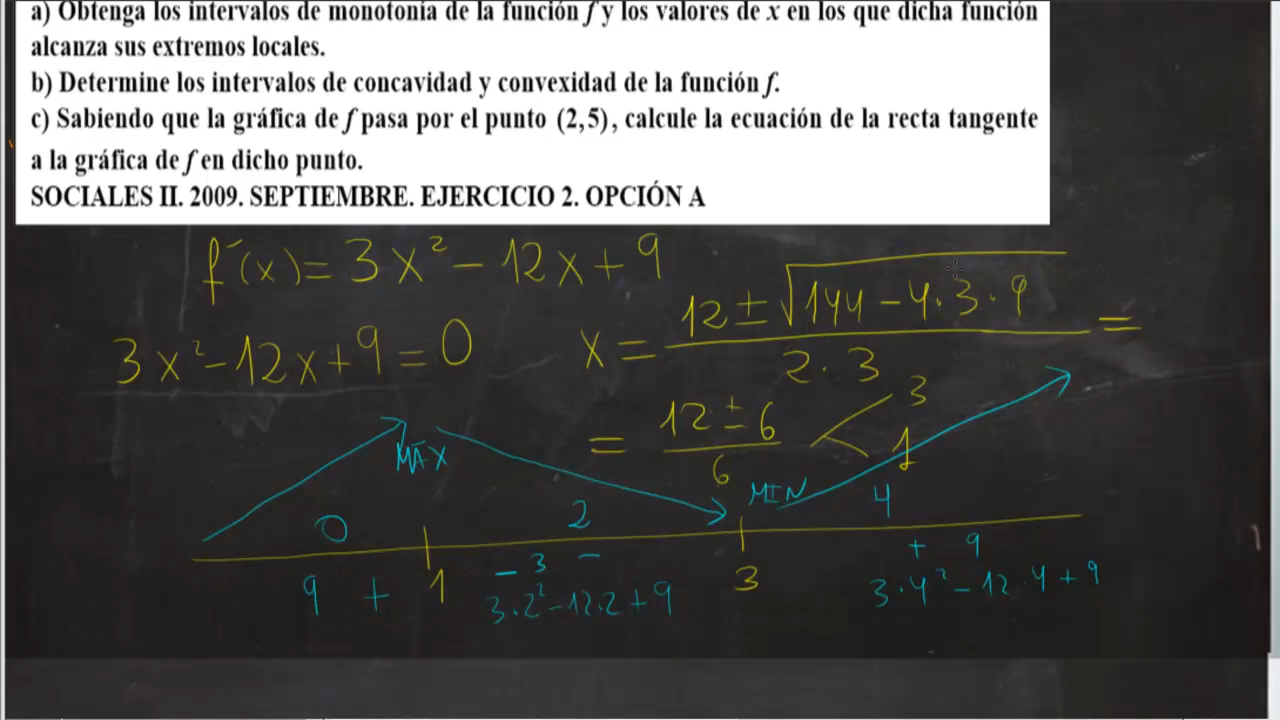 a) Obtenga los intervalos de monotonía de la función f y los valores de x en los que dicha función
alcanza sus extremos locales.
b) Determine los intervalos de concavidad y convexidad de la función f.
c) Sabiendo que la gráfica de f pasa por el punto (2,5), calcule la ecuación de la recta tangente
a la gráfica de f en dicho punto.
SOCIALES II. 2009. SEPTIEMBRE. EJERCICIO 2. OPCIÓN A
f´(x) = 3x² - 12x + 9
3x² - 12x + 9 = 0
x = (12 ± √(144 - 4·3·9)) / (2·3) =
= (12 ± 6) / 6 < 3
1
MÁX
MIN
0 2 4
- 3 - + 9
9 + 1 3·2² - 12·2 + 9 3 3·4² - 12·4 + 9